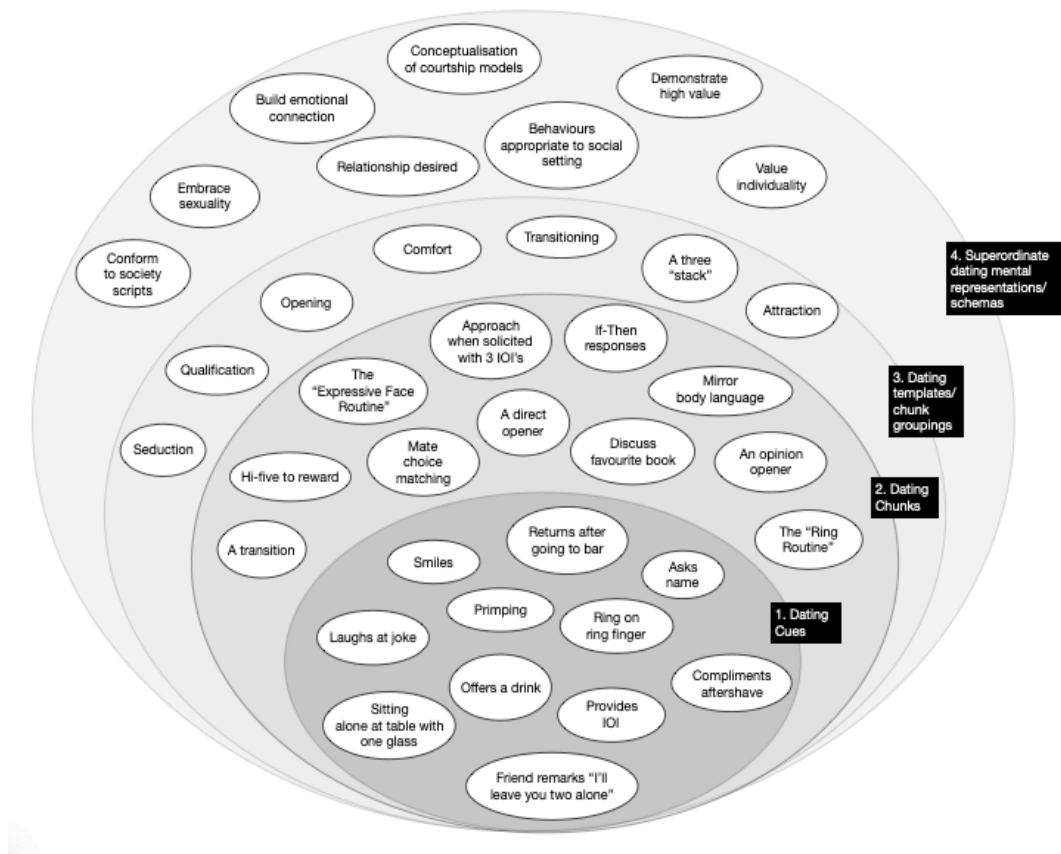 Conceptualisation
of courtship models
Demonstrate
high value
Build emotional
connection
Behaviours
appropriate to social
setting
Relationship desired
Value
individuality
Embrace
sexuality
Conform
to society
scripts
4. Superordinate
dating mental
representations/
schemas
Transitioning
Comfort
A three
“stack”
Opening
Attraction
Qualification
Seduction
3. Dating
templates/
chunk
groupings
Approach
when solicited
with 3 IOI's
If-Then
responses
The
“Expressive Face
Routine”
Mirror
body language
A direct
opener
Mate
choice
matching
Discuss
favourite book
An opinion
opener
Hi-five to reward
A transition
The “Ring
Routine”
2. Dating
Chunks
Returns after
going to bar
Smiles
Asks
name
Primping
Ring on
ring finger
Laughs at joke
1. Dating
Cues
Offers a drink
Compliments
aftershave
Sitting
alone at table with
one glass
Provides
IOI
Friend remarks “I'll
leave you two alone”